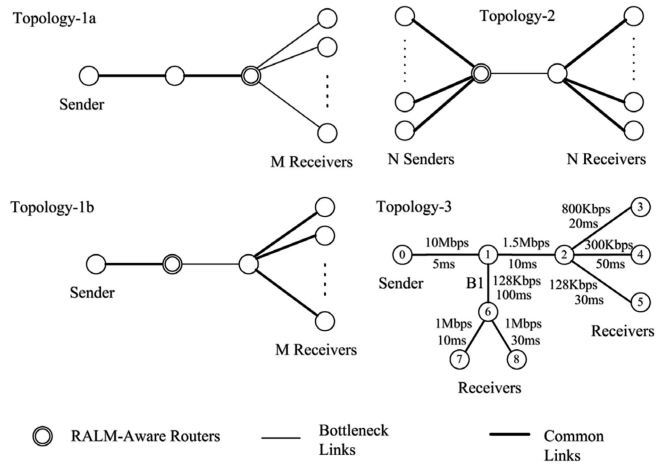 Topology-1a
Sender
M Receivers
Topology-2
N Senders
N Receivers
Topology-1b
Sender
M Receivers
Topology-3
0
Sender
10Mbps
5ms
1
1.5Mbps
10ms
2
800Kbps
20ms
3
300Kbps
50ms
4
128Kbps
30ms
5
Receivers
B1
128Kbps
100ms
6
1Mbps
10ms
7
1Mbps
30ms
8
Receivers
RALM-Aware Routers
Bottleneck
Links
Common
Links